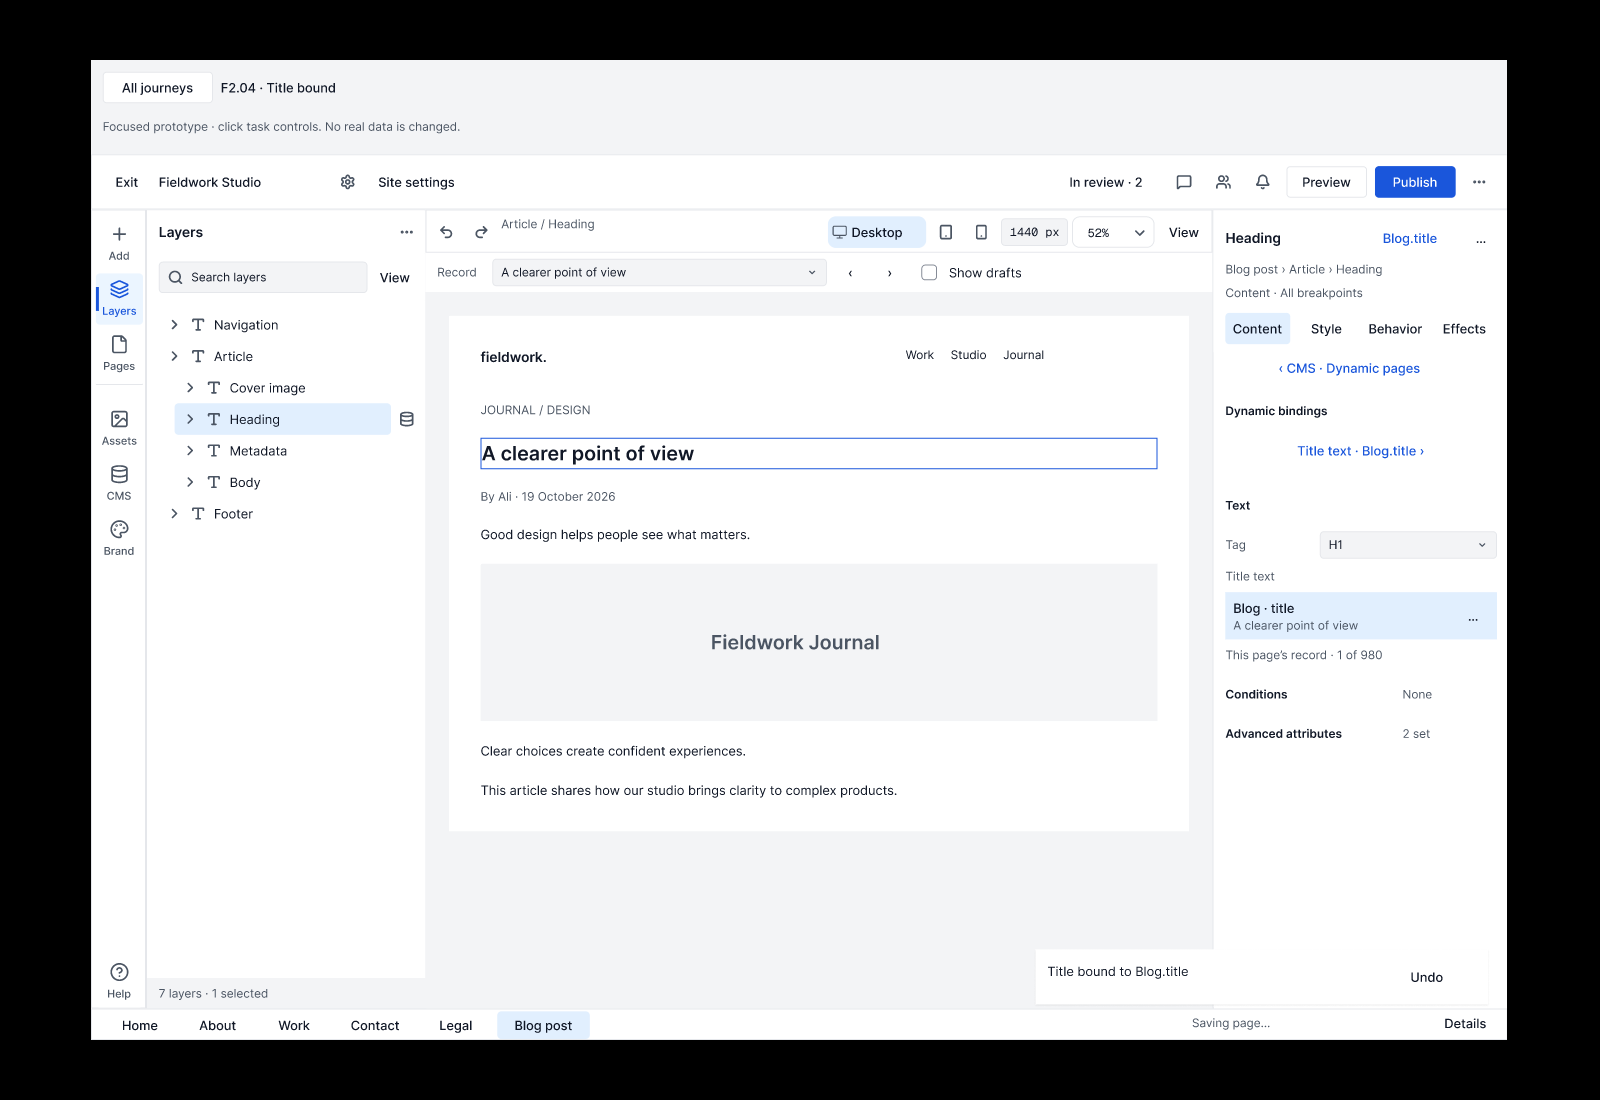 All journeys F2.04 · Title bound
Focused prototype · click task controls. No real data is changed.
Exit Fieldwork Studio Site settings In review · 2 Preview Publish
Add
Layers
Pages
Assets
CMS
Brand
Help
Layers
Search layers View
Navigation
Article
Cover image
Heading
Metadata
Body
Footer
7 layers · 1 selected
Article / Heading Desktop 1440 px 52% View
Record A clearer point of view ‹ › Show drafts
fieldwork. Work Studio Journal
JOURNAL / DESIGN
A clearer point of view
By Ali · 19 October 2026
Good design helps people see what matters.
Fieldwork Journal
Clear choices create confident experiences.
This article shares how our studio brings clarity to complex products.
Heading Blog.title ...
Blog post › Article › Heading
Content · All breakpoints
Content Style Behavior Effects
‹ CMS · Dynamic pages
Dynamic bindings
Title text · Blog.title ›
Text
Tag H1
Title text
Blog · title
A clearer point of view ...
This page’s record · 1 of 980
Conditions None
Advanced attributes 2 set
Title bound to Blog.title Undo
Home About Work Contact Legal Blog post Saving page... Details